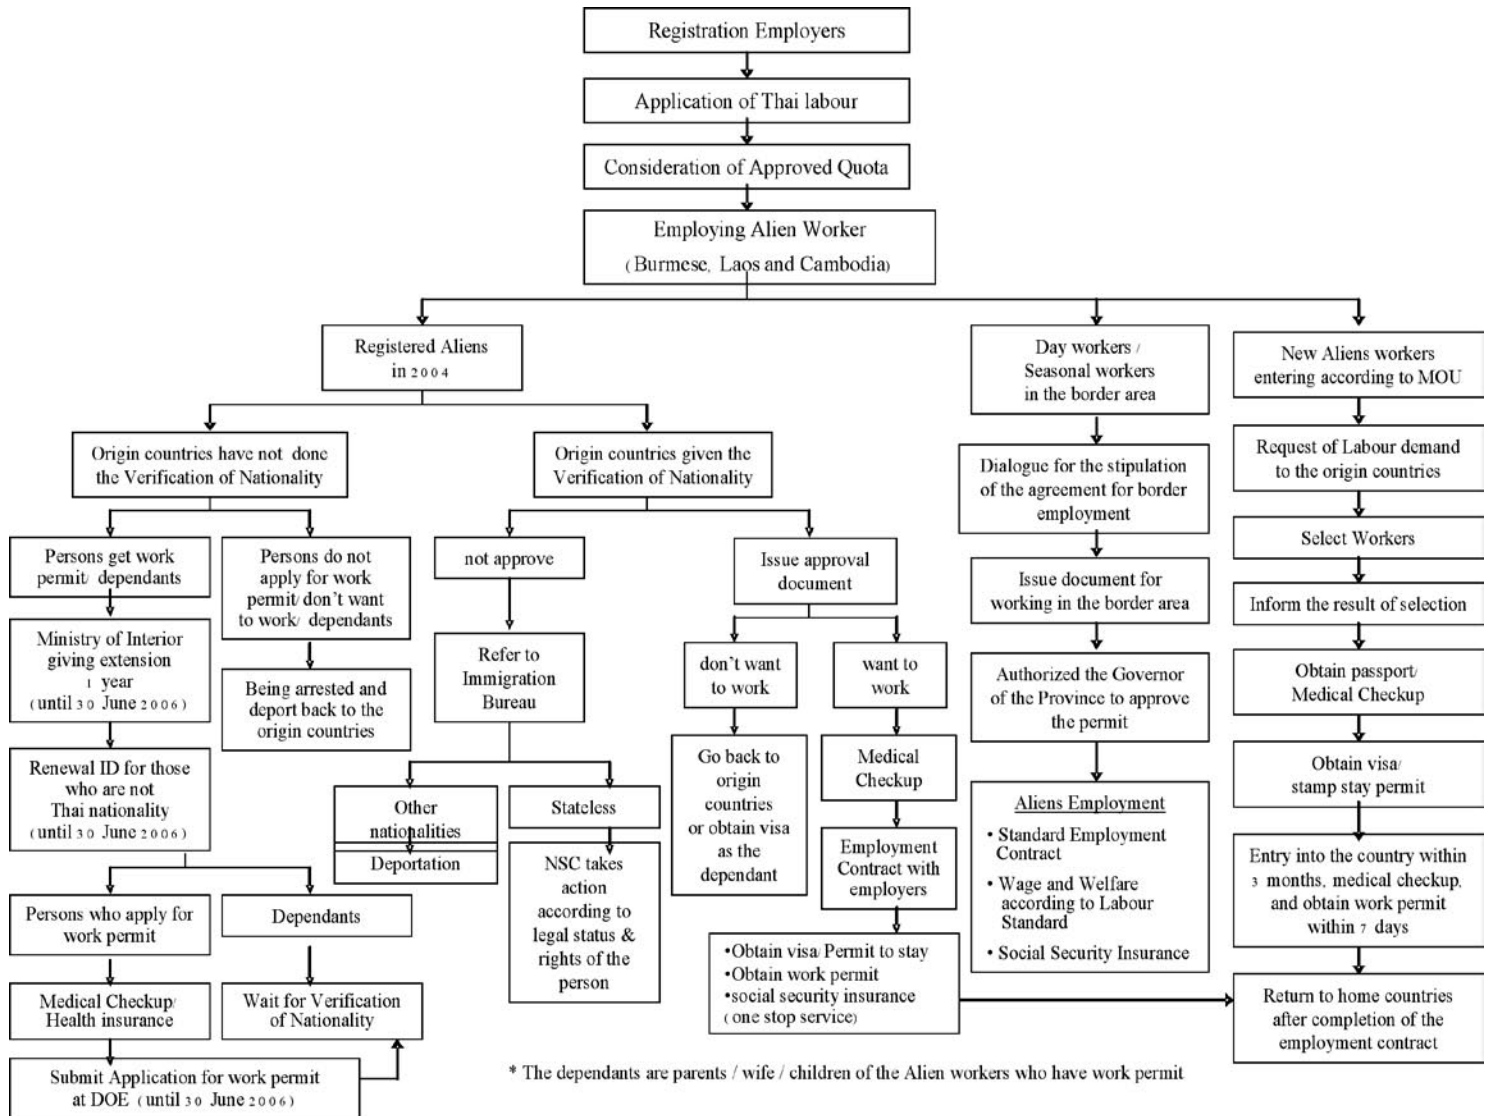 Registration Employers
Application of Thai labour
Consideration of Approved Quota
Employing Alien Worker
(Burmese, Laos and Cambodia)
Registered Aliens
in 2004
Origin countries have not done
the Verification of Nationality
Persons get work
permit/ dependants
Ministry of Interior
giving extension
1 year
(until 30 June 2006)
Renewal ID for those
who are not
Thai nationality
(until 30 June 2006)
Persons who apply for
work permit
Medical Checkup/
Health insurance
Submit Application for work permit
at DOE (until 30 June 2006)
Dependants
Wait for Verification
of Nationality
Persons do not
apply for work
permit/ don't want
to work/ dependants
Being arrested and
deport back to the
origin countries
Origin countries given the
Verification of Nationality
not approve
Refer to
Immigration
Bureau
Other
nationalities
Deportation
Stateless
NSC takes
action
according to
legal status &
rights of the
person
Issue approval
document
don't want
to work
Go back to
origin
countries
or obtain visa
as the
dependant
want to
work
Medical
Checkup
Employment
Contract with
employers
•Obtain visa/ Permit to stay
•Obtain work permit
•social security insurance
(one stop service)
Day workers /
Seasonal workers
in the border area
Dialogue for the stipulation
of the agreement for border
employment
Issue document for
working in the border area
Authorized the Governor
of the Province to approve
the permit
Aliens Employment
• Standard Employment
Contract
• Wage and Welfare
according to Labour
Standard
• Social Security Insurance
New Aliens workers
entering according to MOU
Request of Labour demand
to the origin countries
Select Workers
Inform the result of selection
Obtain passport/
Medical Checkup
Obtain visa/
stamp stay permit
Entry into the country within
3 months, medical checkup,
and obtain work permit
within 7 days
Return to home countries
after completion of the
employment contract
* The dependants are parents / wife / children of the Alien workers who have work permit